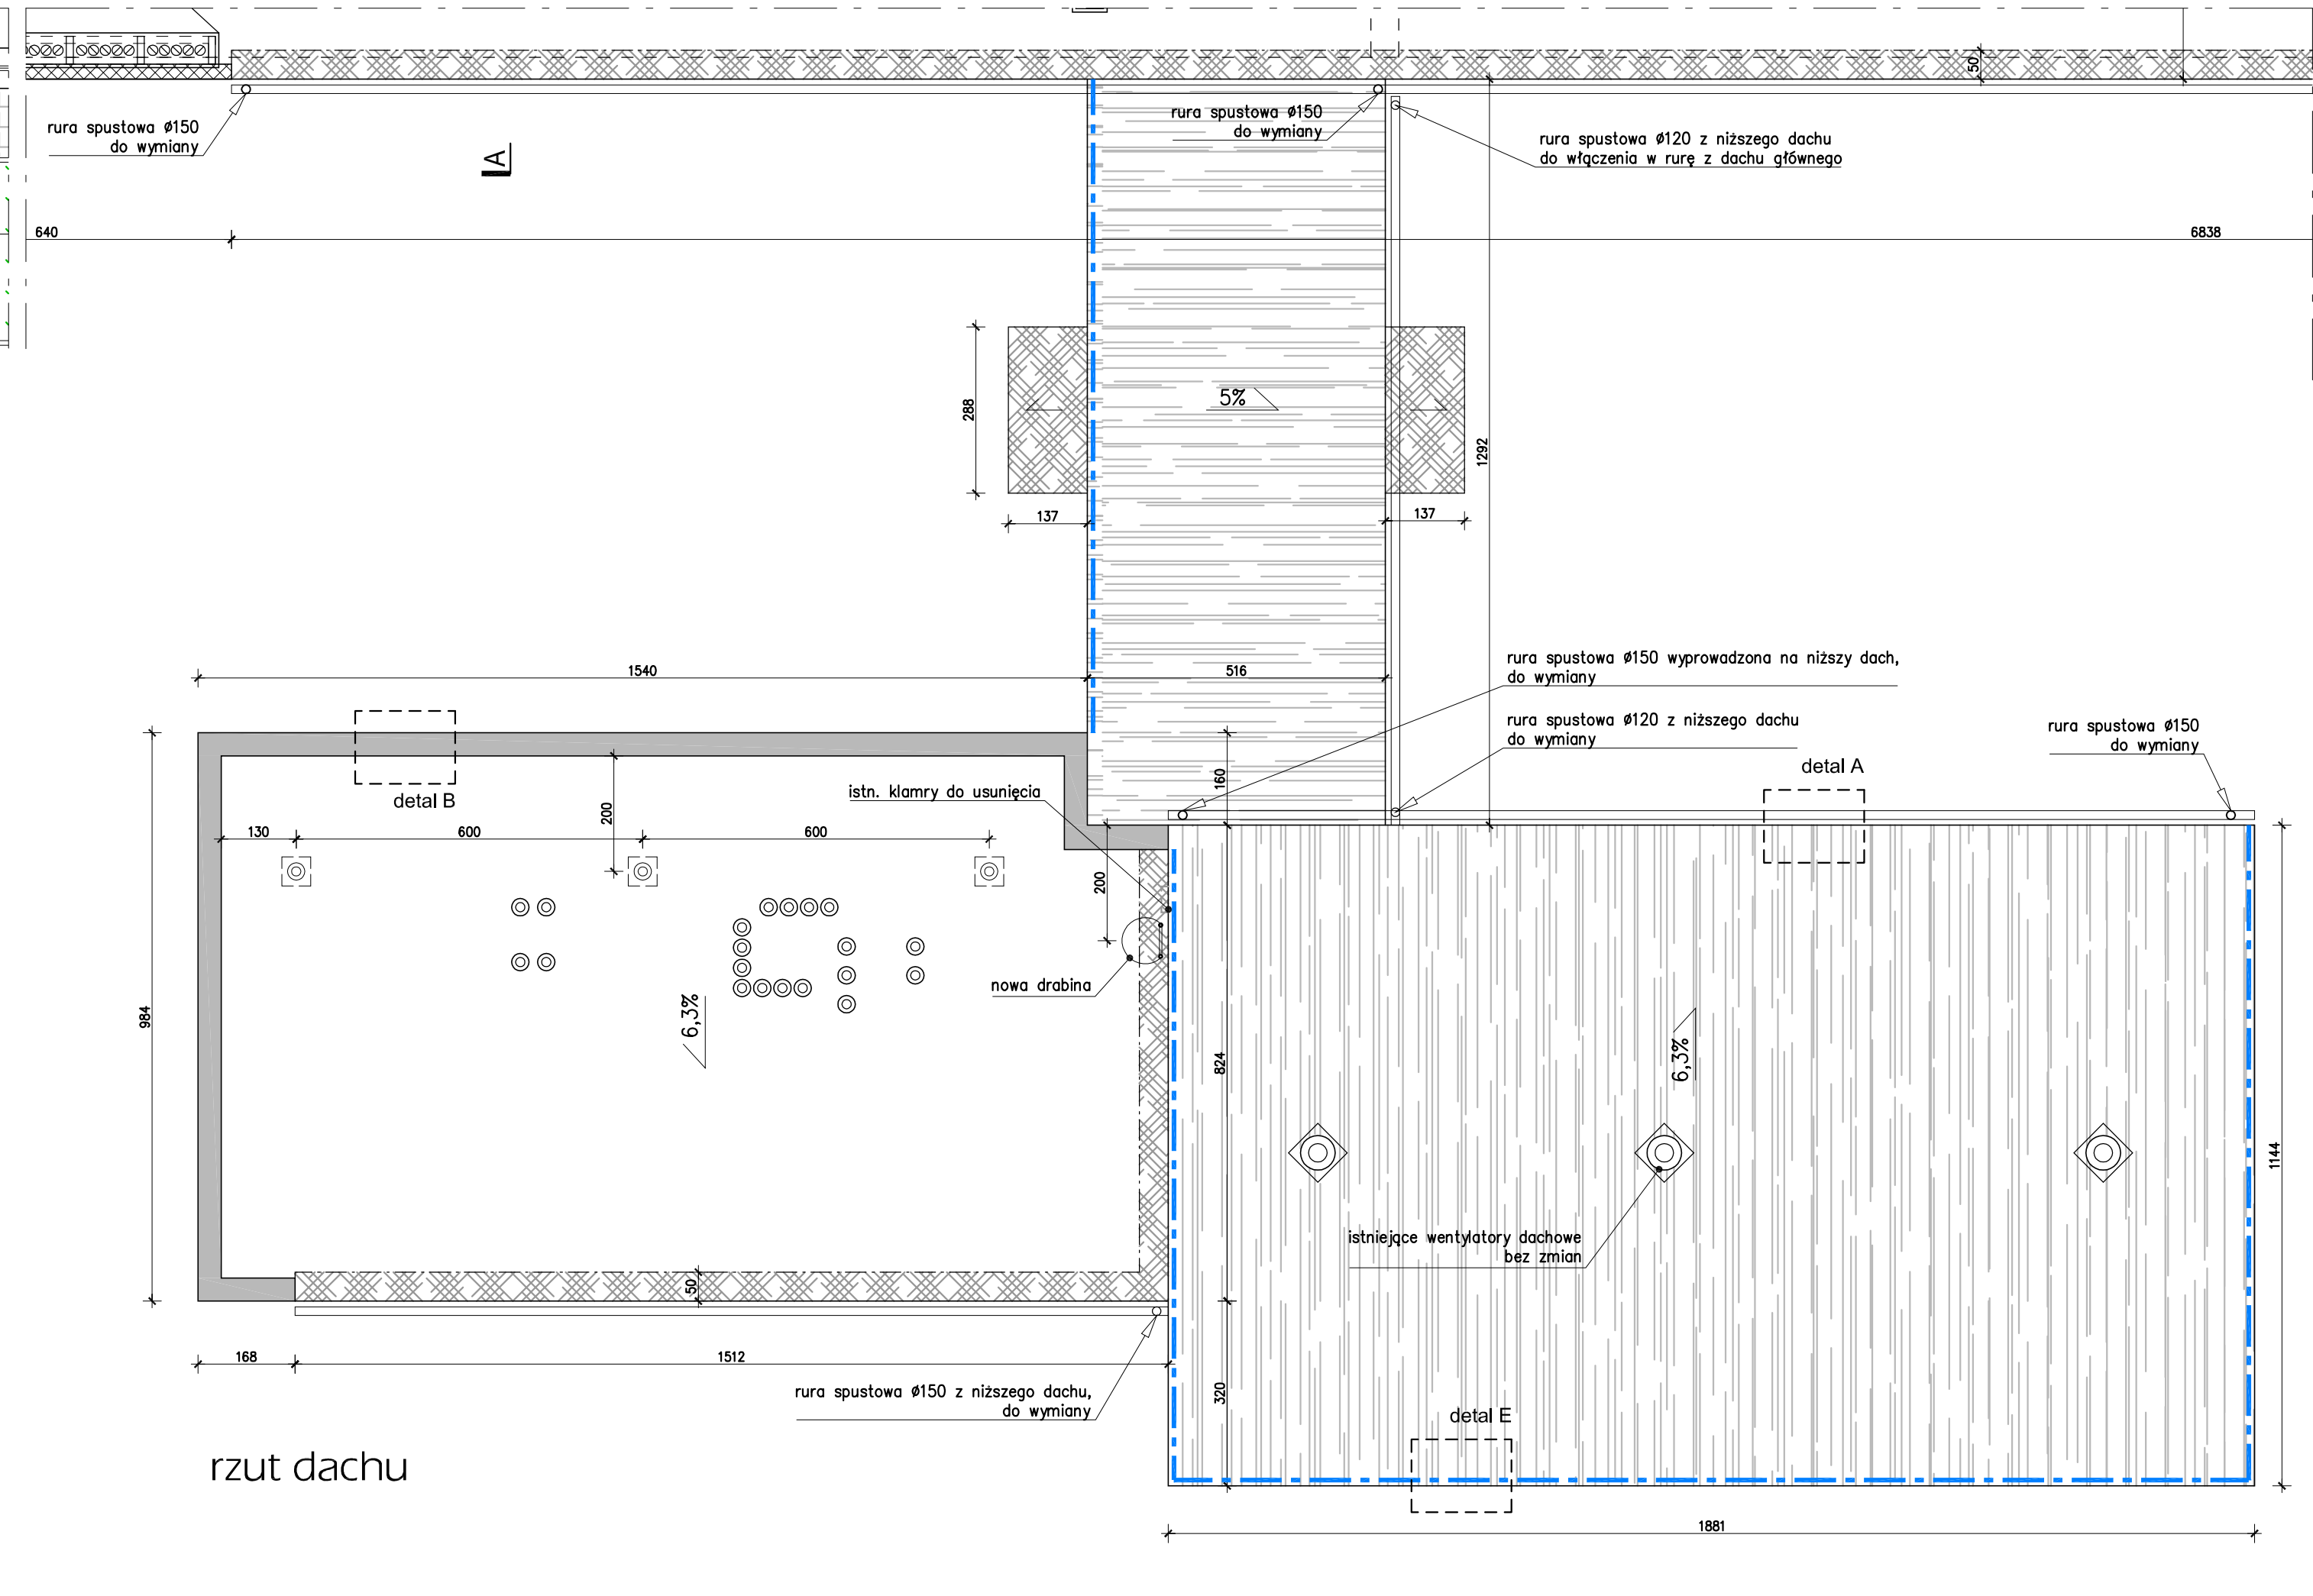 50
rura spustowa ø150
do wymiany
A
rura spustowa ø150
do wymiany
rura spustowa ø120 z niższego dachu
do włączenia w rurę z dachu głównego
640
6838
288
5%
1292
137
137
1540
516
rura spustowa ø150 wyprowadzona na niższy dach,
do wymiany
rura spustowa ø120 z niższego dachu
do wymiany
rura spustowa ø150
do wymiany
detal A
160
istn. klamry do usunięcia
detal B
200
130
600
600
200
nowa drabina
984
6,3%
824
6,3%
1144
istniejące wentylatory dachowe
bez zmian
50
168
1512
320
rura spustowa ø150 z niższego dachu,
do wymiany
detal E
rzut dachu
1881